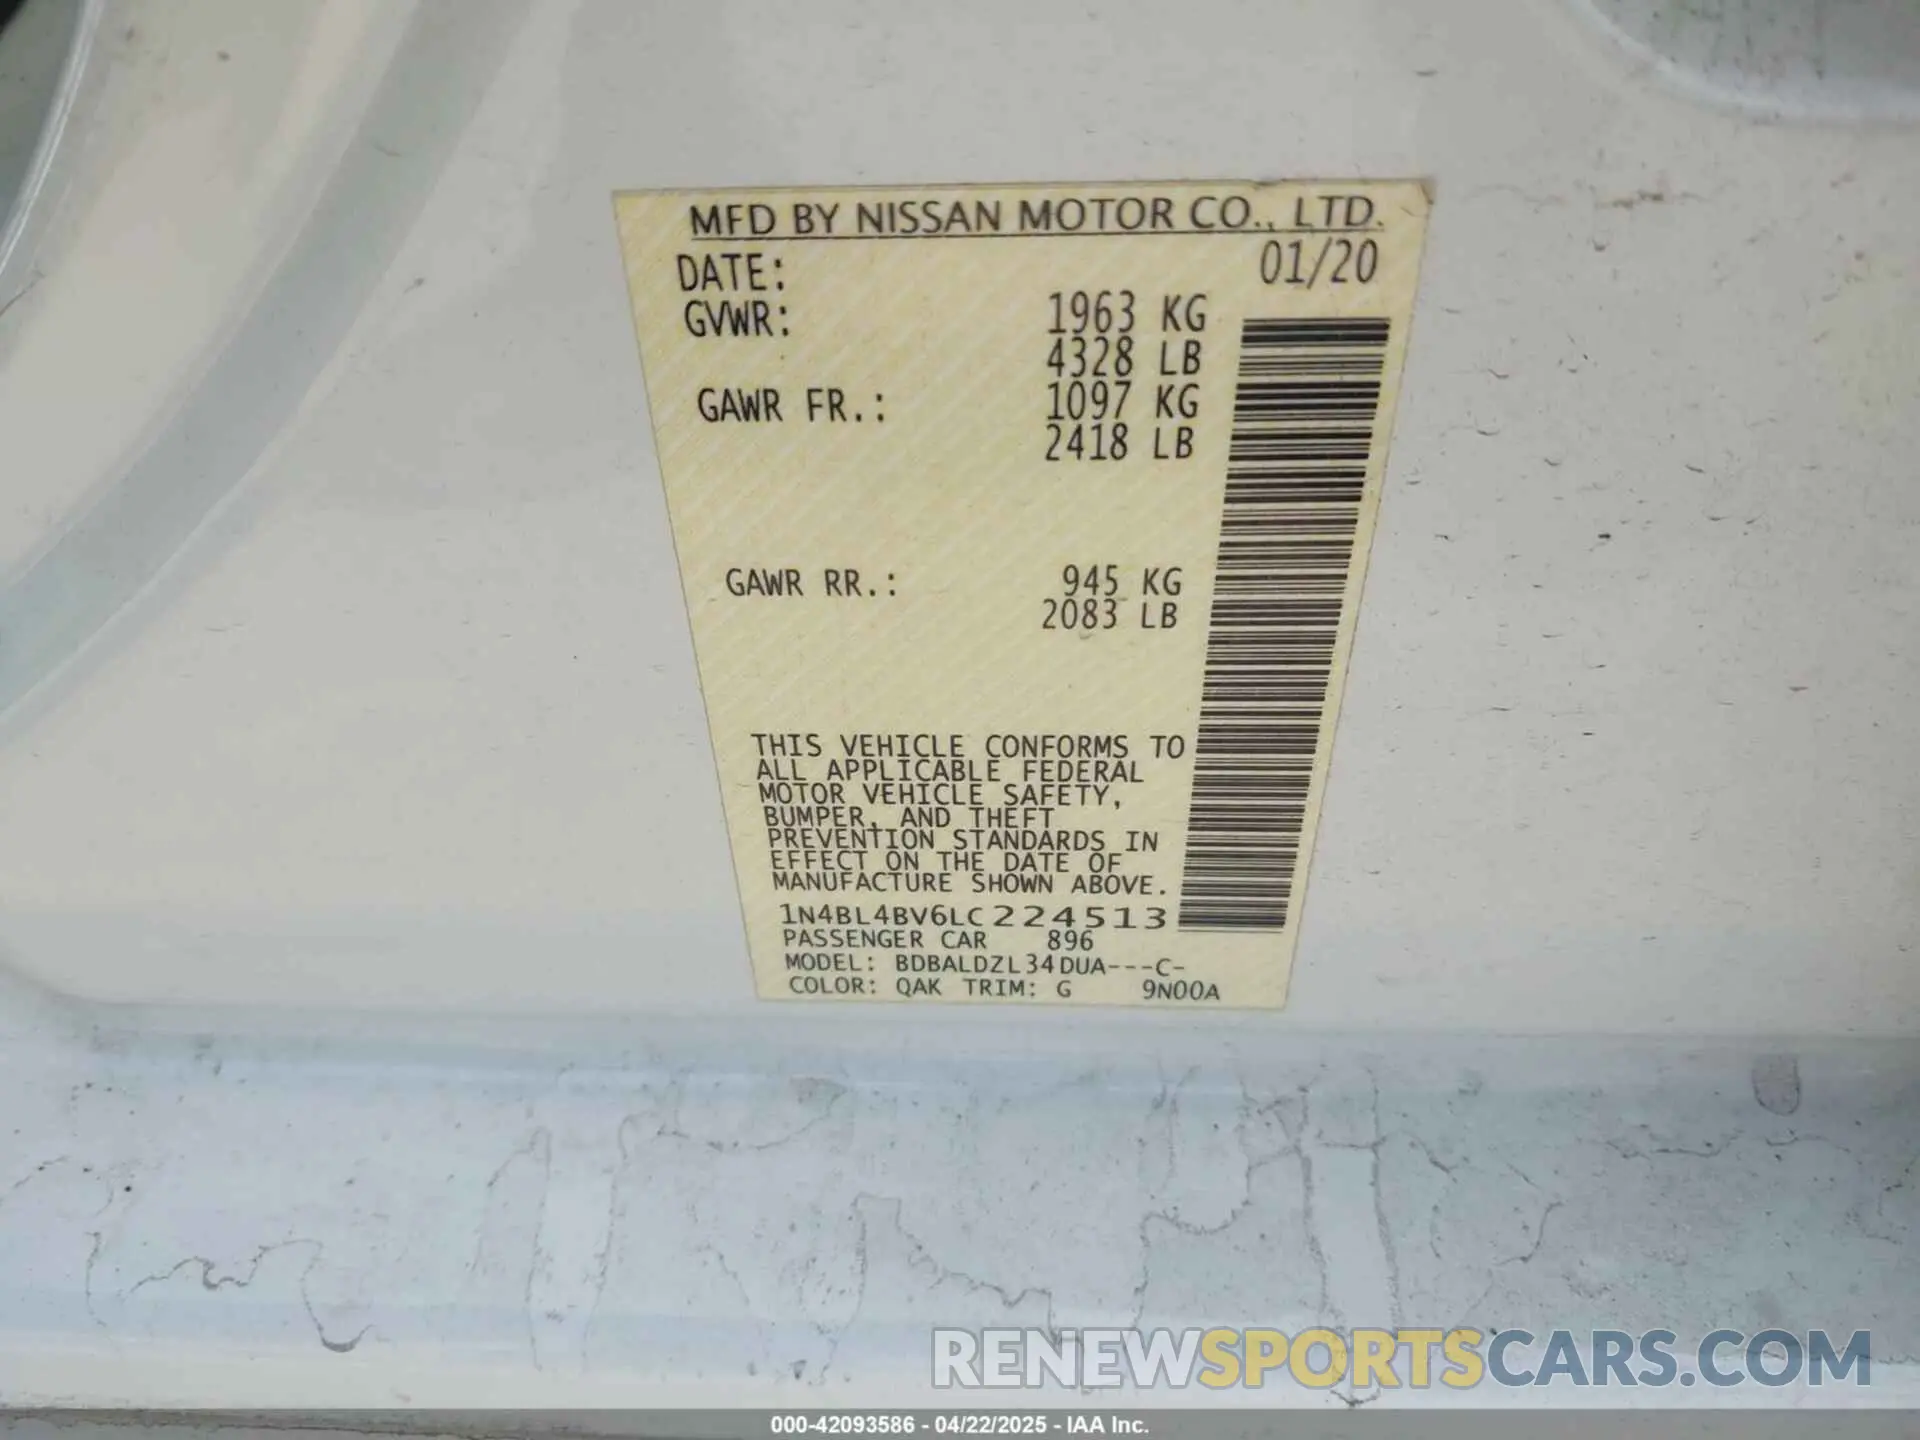 MFD BY NISSAN MOTOR CO., LTD.
DATE: 01/20
GVWR: 1963 KG
4328 LB
GAWR FR.: 1097 KG
2418 LB
GAWR RR.: 945 KG
2083 LB
THIS VEHICLE CONFORMS TO
ALL APPLICABLE FEDERAL
MOTOR VEHICLE SAFETY,
BUMPER, AND THEFT
PREVENTION STANDARDS IN
EFFECT ON THE DATE OF
MANUFACTURE SHOWN ABOVE.
1N4BL4BV6LC224513
PASSENGER CAR 896
MODEL: BDBALDZL34DUA---C-
COLOR: QAK TRIM: G 9N00A
RENEWSPORTSCARS.COM
000-42093586 - 04/22/2025 - IAA Inc.